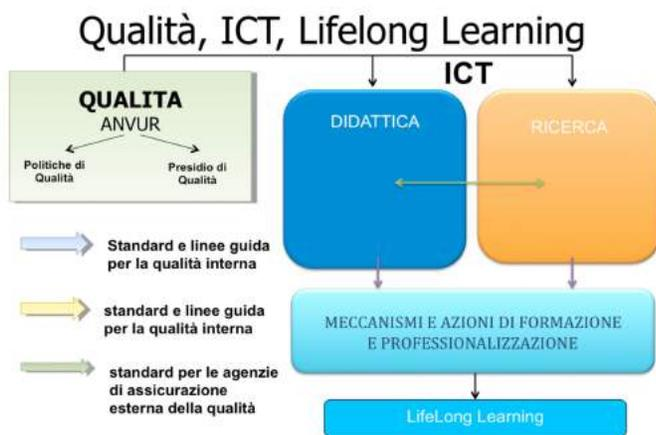 Qualità, ICT, Lifelong Learning
ICT
QUALITA
ANVUR
Politiche di
Qualità
Presidio di
Qualità
DIDATTICA
RICERCA
Standard e linee guida
per la qualità interna
standard e linee guida
per la qualità interna
standard per le agenzie
di assicurazione
esterna della qualità
MECCANISMI E AZIONI DI FORMAZIONE
E PROFESSIONALIZZAZIONE
LifeLong Learning